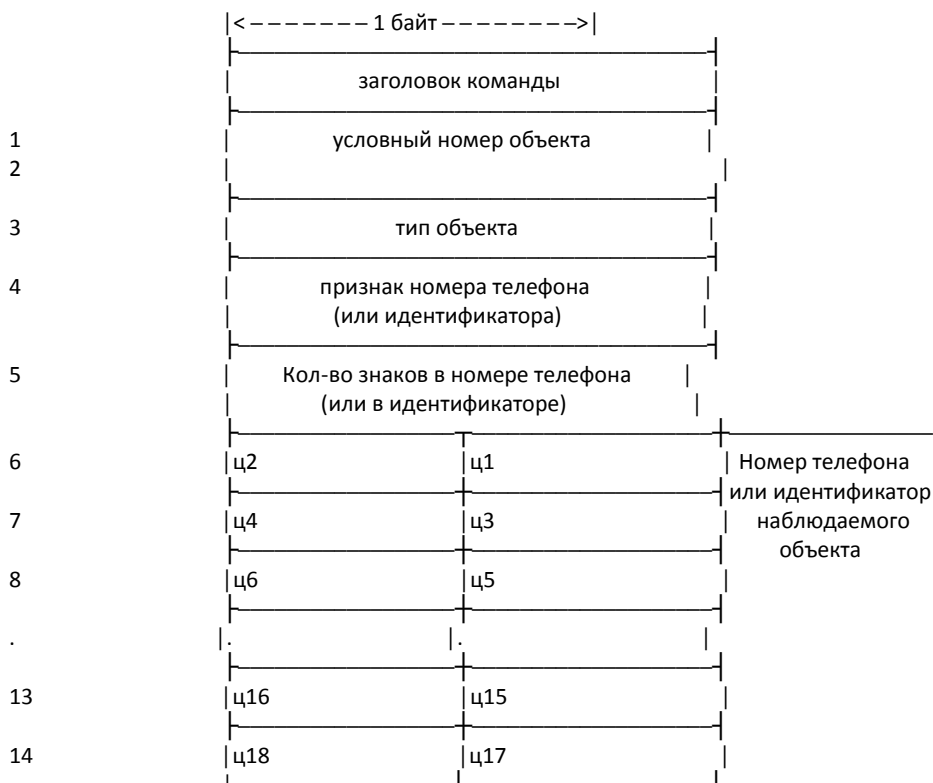 |< – – – – – – – 1 байт – – – – – – – –>|
заголовок команды
1 условный номер объекта
2
3 тип объекта
4 признак номера телефона
(или идентификатора)
5 Кол-во знаков в номере телефона
(или в идентификаторе)
6 ц2 ц1 Номер телефона
или идентификатор
7 ц4 ц3 наблюдаемого
объекта
8 ц6 ц5
. . .
13 ц16 ц15
14 ц18 ц17